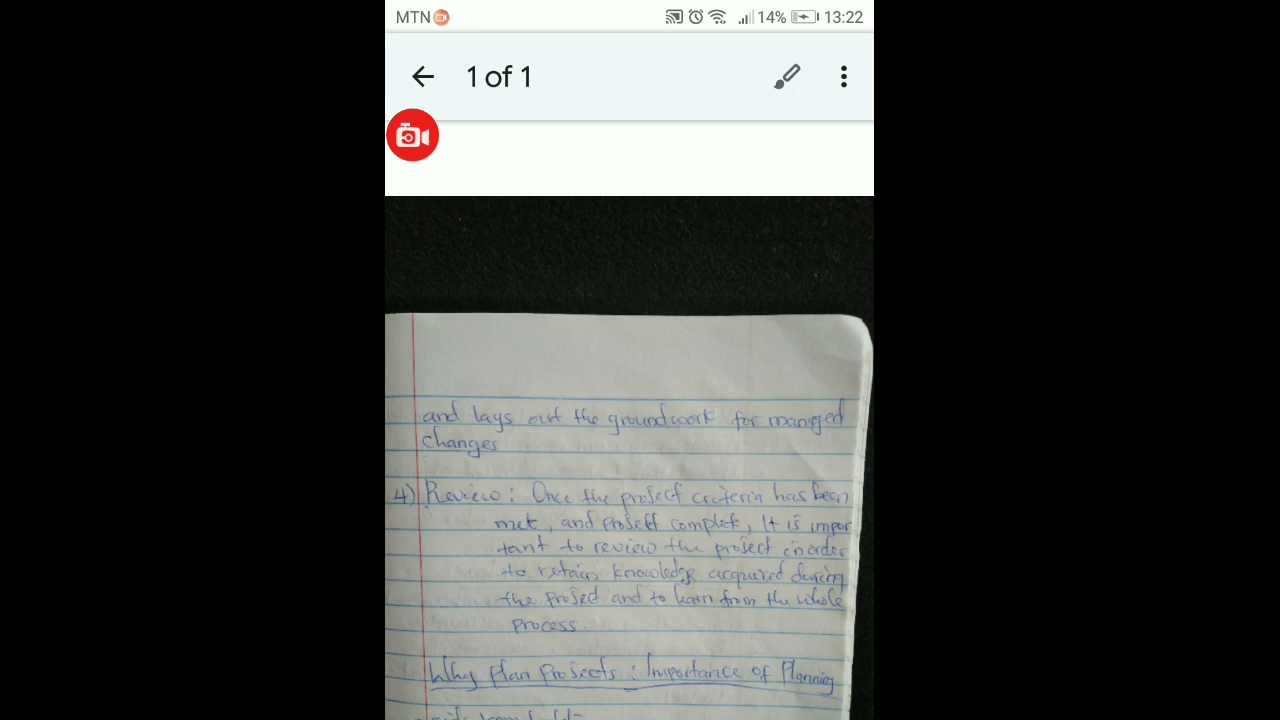 MTN 14% 13:22
1 of 1
and lays out the groundwork for managed
changes
4) Review: Once the project criteria has been
met, and project complete, It is impor
tant to review the project inorder
to retain knowledge acquired during
the project and to learn from the whole
process.
Why plan projects: Importance of Planning